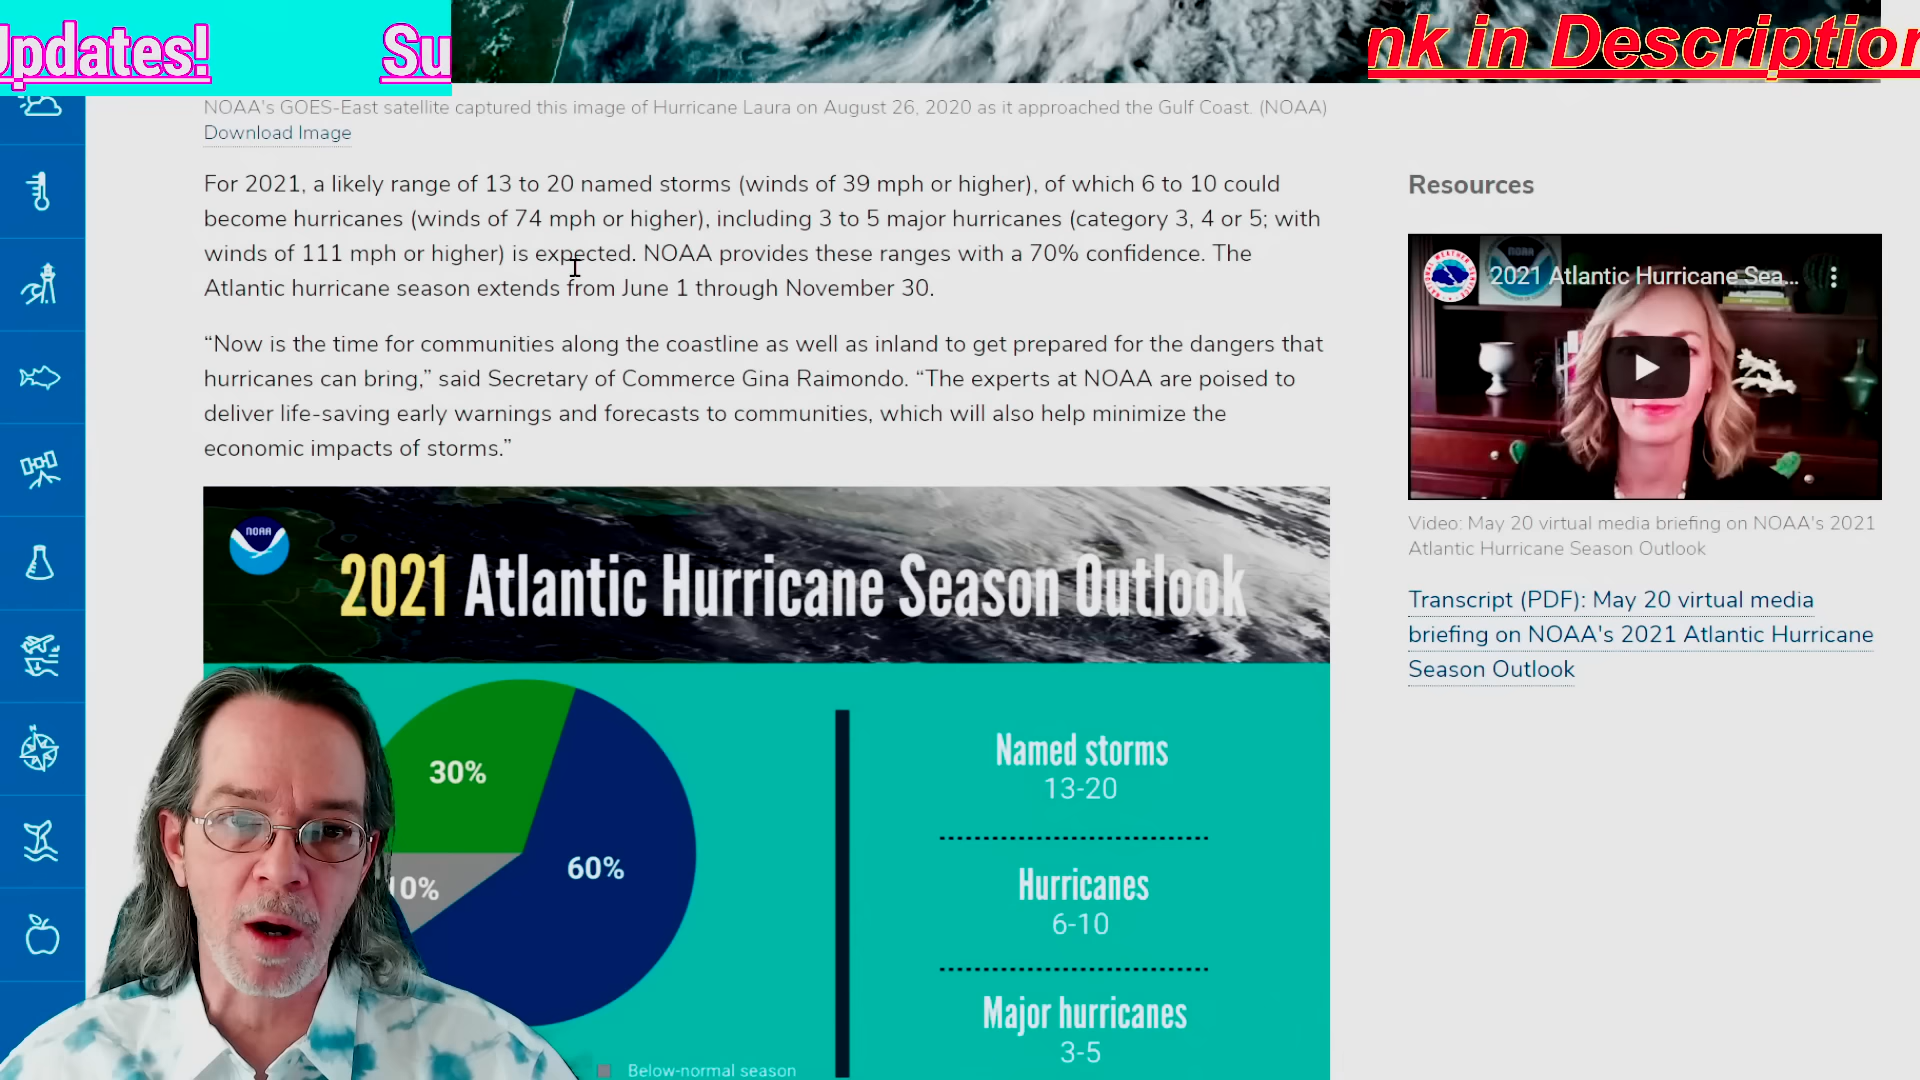 Updates!
Su
nk in Description
NOAA's GOES-East satellite captured this image of Hurricane Laura on August 26, 2020 as it approached the Gulf Coast. (NOAA)
Download Image
For 2021, a likely range of 13 to 20 named storms (winds of 39 mph or higher), of which 6 to 10 could
become hurricanes (winds of 74 mph or higher), including 3 to 5 major hurricanes (category 3, 4 or 5; with
winds of 111 mph or higher) is expected. NOAA provides these ranges with a 70% confidence. The
Atlantic hurricane season extends from June 1 through November 30.
“Now is the time for communities along the coastline as well as inland to get prepared for the dangers that
hurricanes can bring,” said Secretary of Commerce Gina Raimondo. “The experts at NOAA are poised to
deliver life-saving early warnings and forecasts to communities, which will also help minimize the
economic impacts of storms.”
NOAA
2021 Atlantic Hurricane Season Outlook
30%
60%
10%
Named storms
13-20
Hurricanes
6-10
Major hurricanes
3-5
Below-normal season
Resources
2021 Atlantic Hurricane Sea...
Video: May 20 virtual media briefing on NOAA's 2021
Atlantic Hurricane Season Outlook
Transcript (PDF): May 20 virtual media
briefing on NOAA's 2021 Atlantic Hurricane
Season Outlook